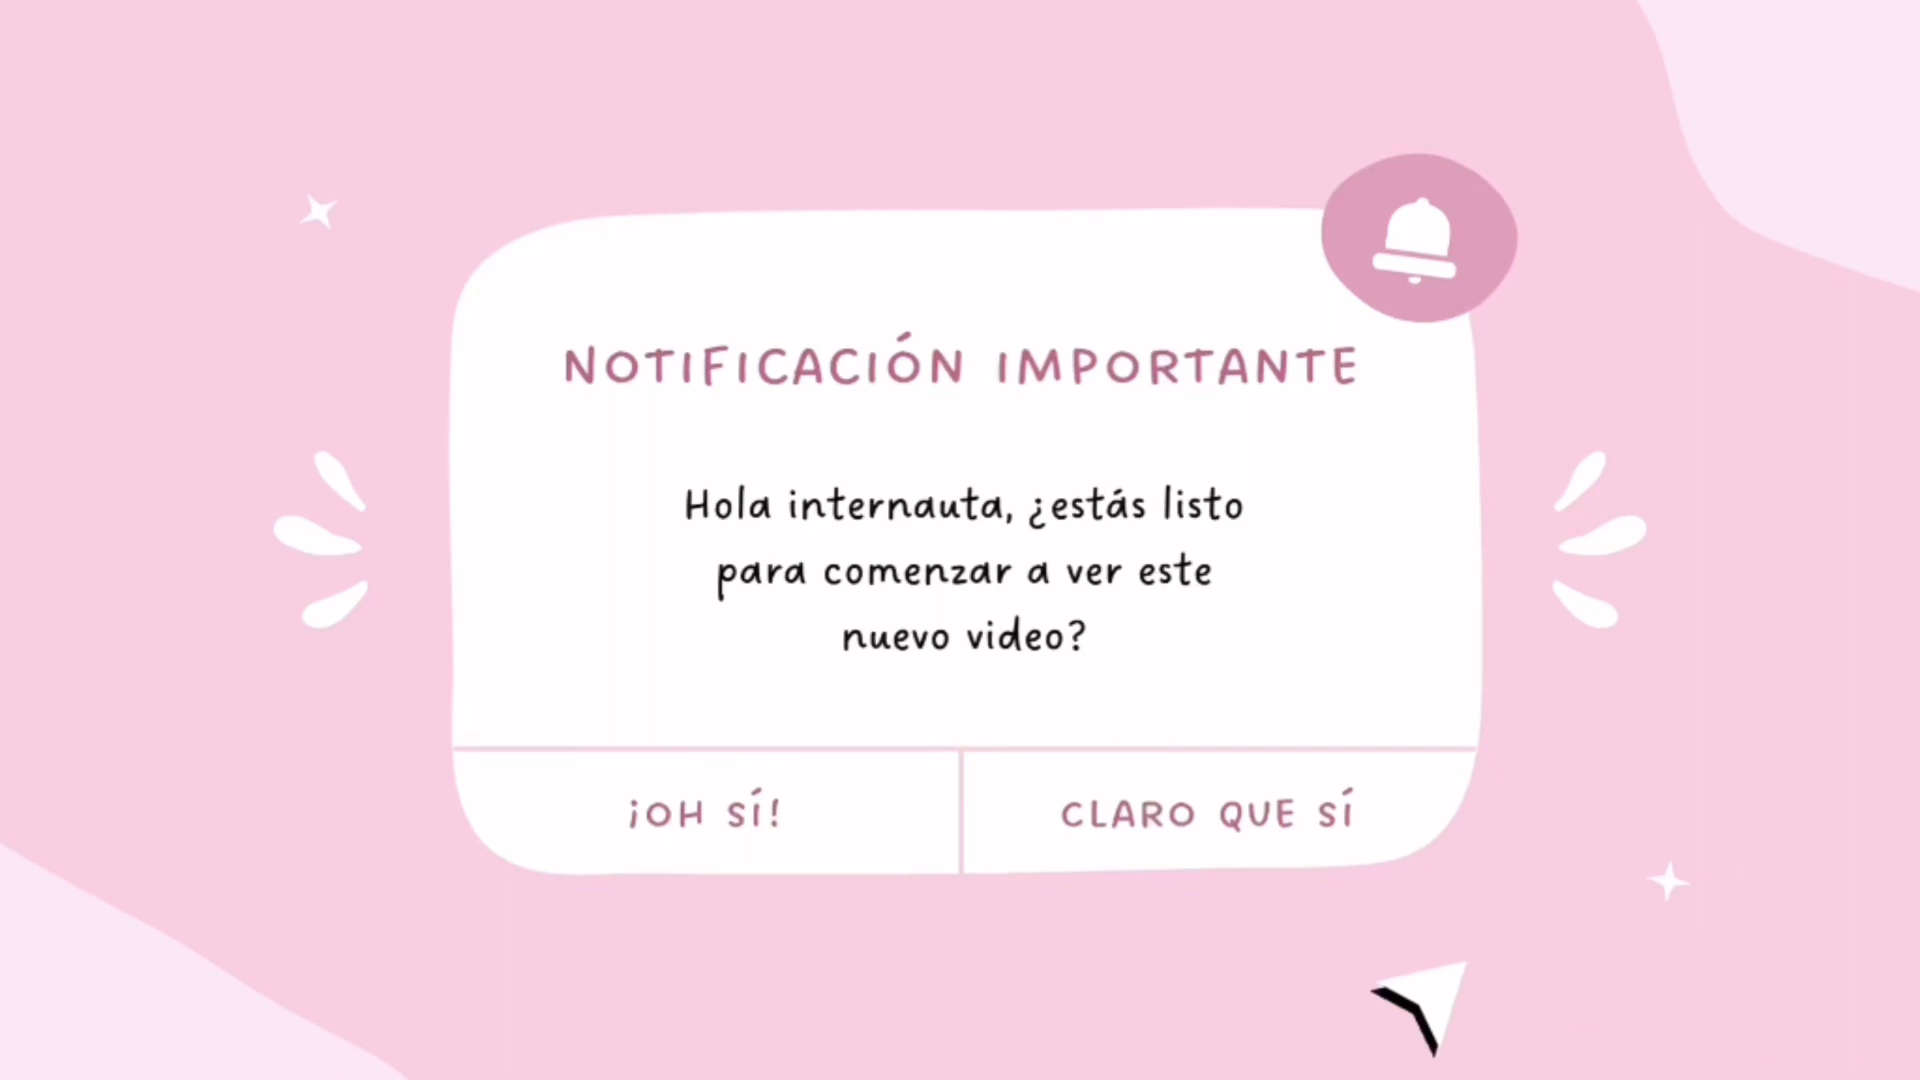 NOTIFICACIÓN IMPORTANTE
Hola internauta, ¿estás listo
para comenzar a ver este
nuevo video?
¡OH SÍ!
CLARO QUE SÍ